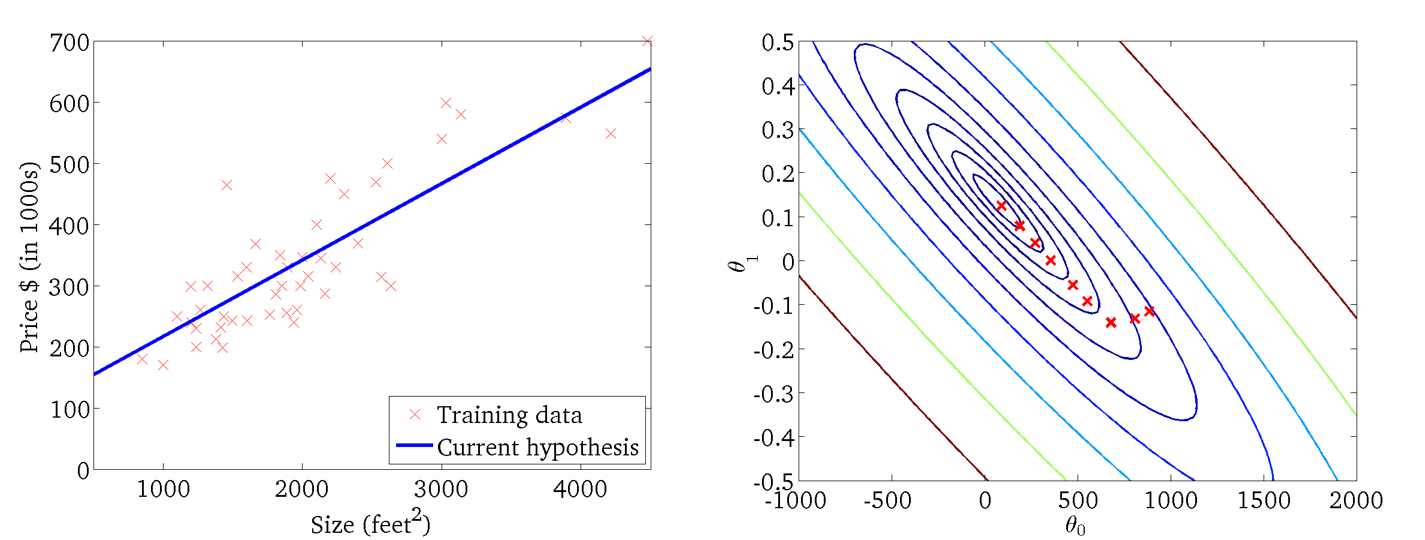 700
600
500
400
300
200
100
0
Price $ (in 1000s)
1000 2000 3000 4000
Size (feet²)
Training data
Current hypothesis
0.5
0.4
0.3
0.2
0.1
0
-0.1
-0.2
-0.3
-0.4
-0.5
θ₁
-1000 -500 0 500 1000 1500 2000
θ₀